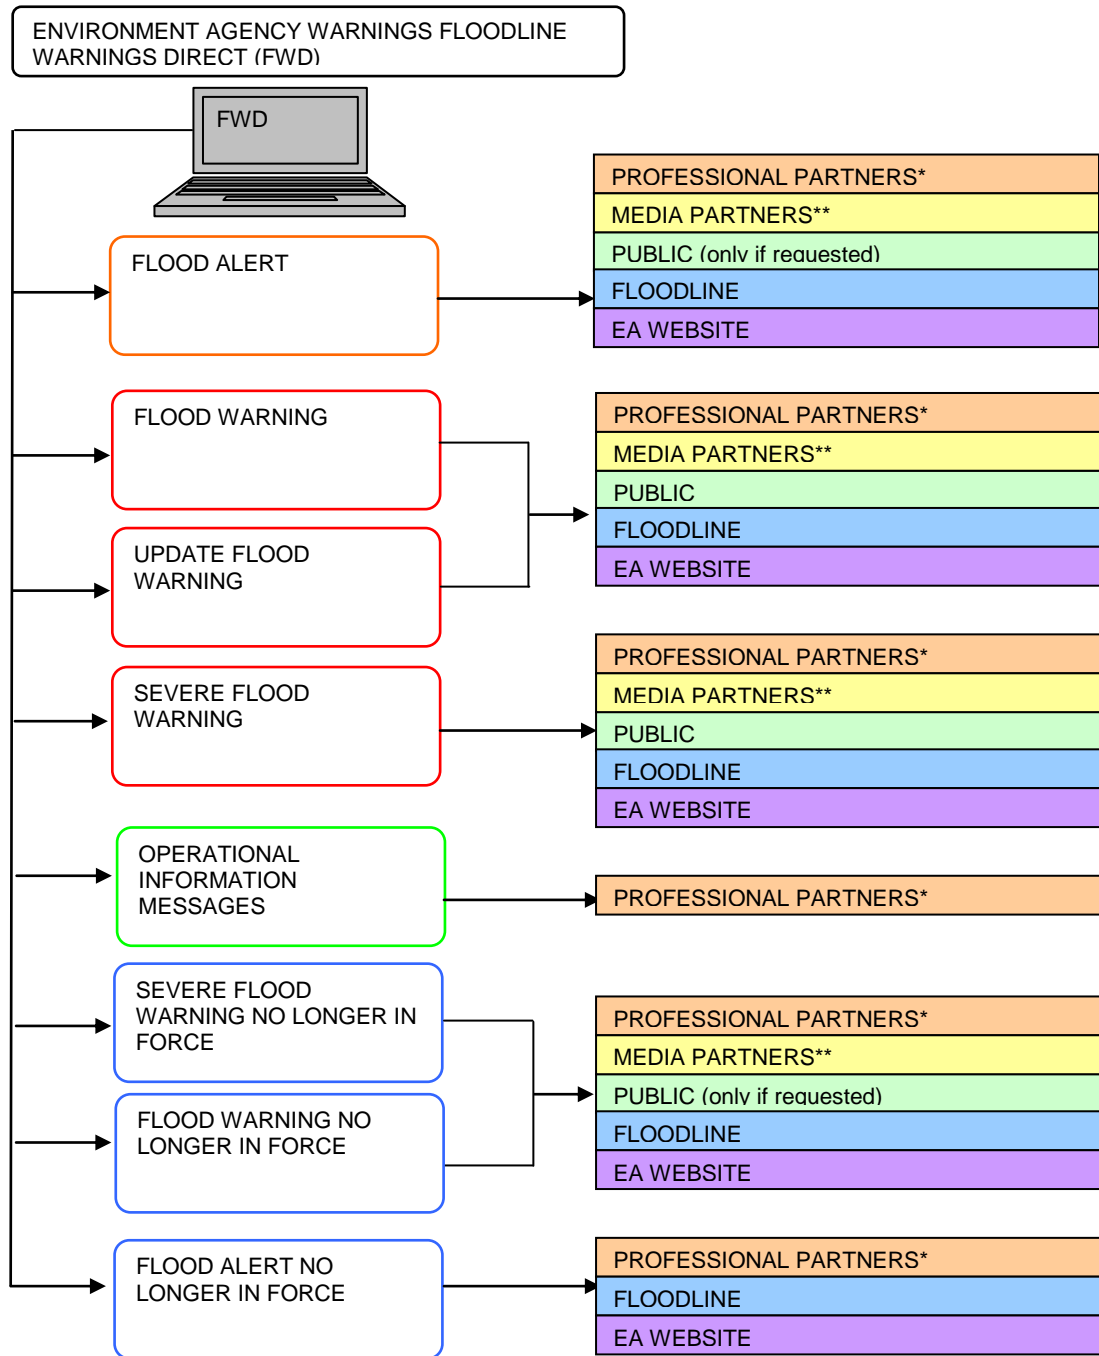 ENVIRONMENT AGENCY WARNINGS FLOODLINE
WARNINGS DIRECT (FWD)
FWD
FLOOD ALERT
PROFESSIONAL PARTNERS*
MEDIA PARTNERS**
PUBLIC (only if requested)
FLOODLINE
EA WEBSITE
FLOOD WARNING
UPDATE FLOOD
WARNING
PROFESSIONAL PARTNERS*
MEDIA PARTNERS**
PUBLIC
FLOODLINE
EA WEBSITE
SEVERE FLOOD
WARNING
PROFESSIONAL PARTNERS*
MEDIA PARTNERS**
PUBLIC
FLOODLINE
EA WEBSITE
OPERATIONAL
INFORMATION
MESSAGES
PROFESSIONAL PARTNERS*
SEVERE FLOOD
WARNING NO LONGER IN
FORCE
FLOOD WARNING NO
LONGER IN FORCE
PROFESSIONAL PARTNERS*
MEDIA PARTNERS**
PUBLIC (only if requested)
FLOODLINE
EA WEBSITE
FLOOD ALERT NO
LONGER IN FORCE
PROFESSIONAL PARTNERS*
FLOODLINE
EA WEBSITE